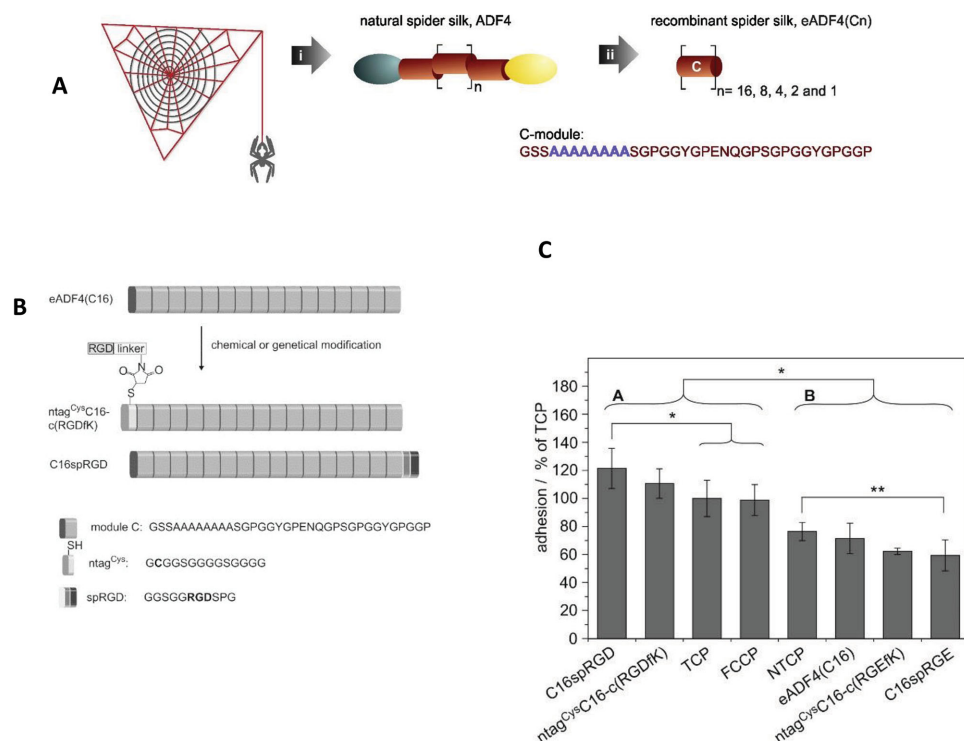 A
natural spider silk, ADF4
recombinant spider silk, eADF4(Cn)
i
n
ii
C
n= 16, 8, 4, 2 and 1
C-module:
GSSAAAAAAAASGPGGYGPENQGPSGPGGYGPGGP
B
eADF4(C16)
chemical or genetical modification
RGD linker
N
O O
S
ntagCysC16-
c(RGDfK)
C16spRGD
module C: GSSAAAAAAAASGPGGYGPENQGPSGPGGYGPGGP
SH
ntagCys: GCGGSGGGGSGGGG
spRGD: GGSGGRGDSPG
C
adhesion / % of TCP
180
160
140
120
100
80
60
40
20
0
A
B
*
*
**
C16spRGD
ntagCysC16-c(RGDfK)
TCP
FCCP
NTCP
eADF4(C16)
ntagCysC16-c(RGEfK)
C16spRGE